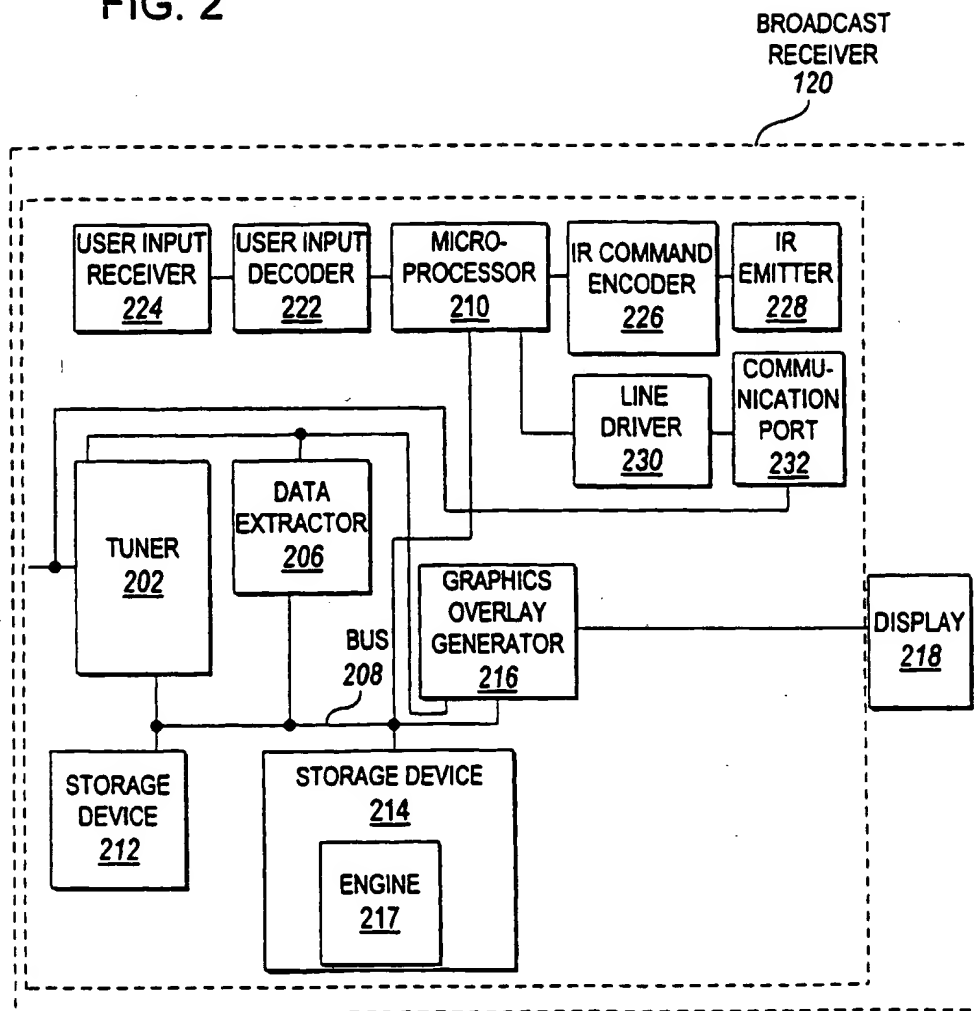 FIG. 2
BROADCAST
RECEIVER
120
USER INPUT
RECEIVER
224
USER INPUT
DECODER
222
MICRO-
PROCESSOR
210
IR COMMAND
ENCODER
226
IR
EMITTER
228
LINE
DRIVER
230
COMMU-
NICATION
PORT
232
TUNER
202
DATA
EXTRACTOR
206
GRAPHICS
OVERLAY
GENERATOR
216
DISPLAY
218
BUS
208
STORAGE
DEVICE
212
STORAGE DEVICE
214
ENGINE
217